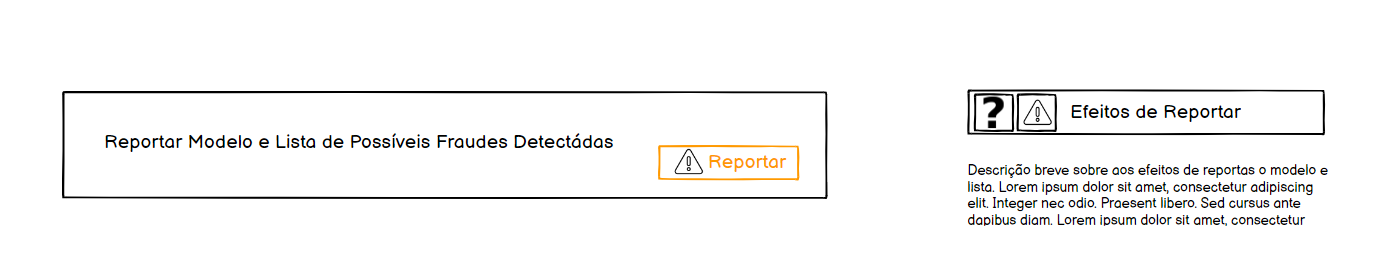 Reportar Modelo e Lista de Possíveis Fraudes Detectádas
Reportar
? Efeitos de Reportar
Descrição breve sobre aos efeitos de reportas o modelo e
lista. Lorem ipsum dolor sit amet, consectetur adipiscing
elit. Integer nec odio. Praesent libero. Sed cursus ante
dapibus diam. Lorem ipsum dolor sit amet, consectetur